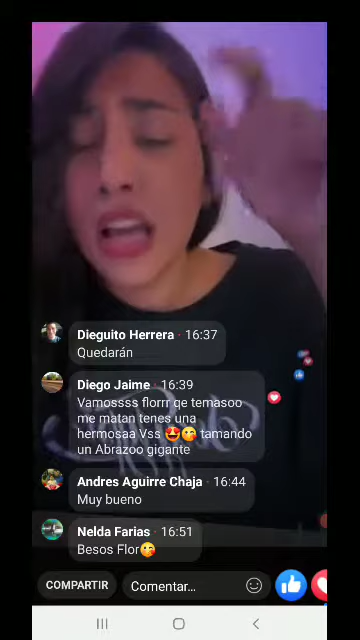 Dieguito Herrera · 16:37
Quedarán
Diego Jaime · 16:39
Vamossss florrr qe temasoo
me matan tenes una
hermosaa Vss 🤩😘 tamando
un Abrazoo gigante
Andres Aguirre Chaja · 16:44
Muy bueno
Nelda Farias · 16:51
Besos Flor😘
COMPARTIR
Comentar...